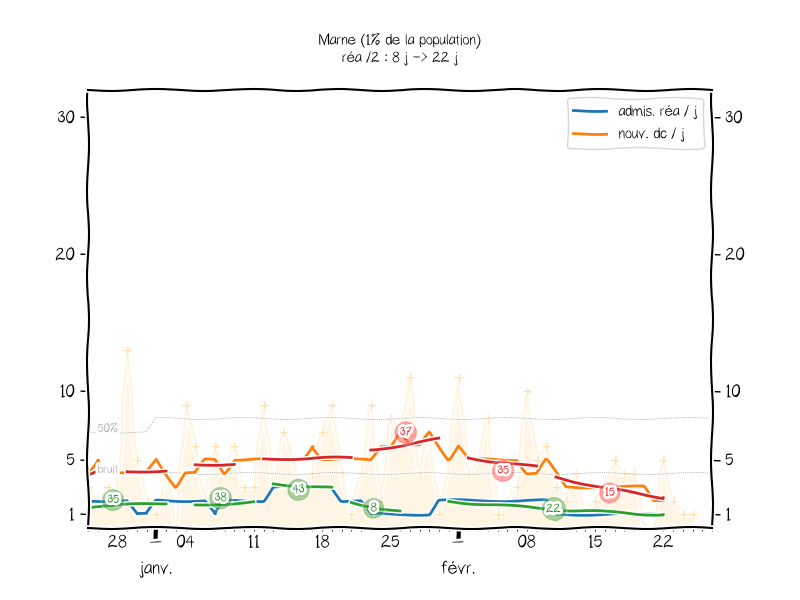 Marne (1% de la population)
réa /2 : 8 j -> 22 j
admis. réa / j
nouv. dc / j
30 30
20 20
10 10
50%
5 5
bruit
1 1
37
35
15
35
38
43
8
22
28 04 11 18 25 08 15 22
janv. févr.